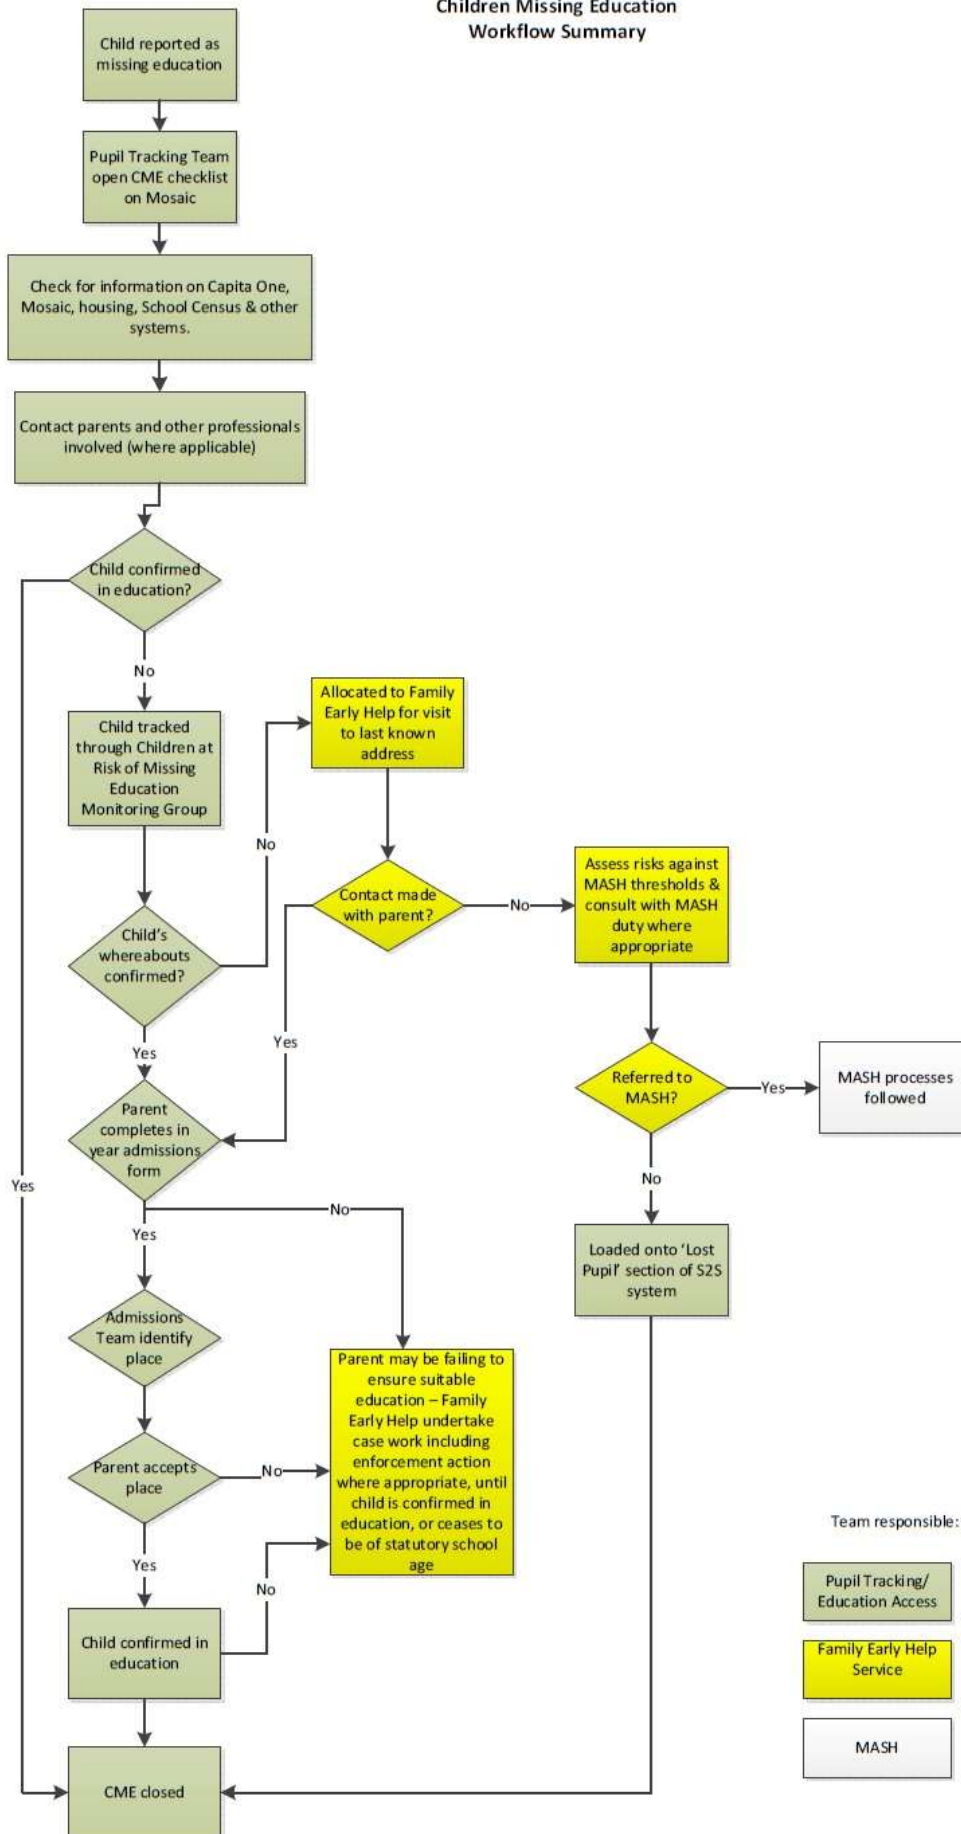 Children Missing Education
Workflow Summary
Child reported as
missing education
Pupil Tracking Team
open CME checklist
on Mosaic
Check for information on Capita One,
Mosaic, housing, School Census & other
systems.
Contact parents and other professionals
involved (where applicable)
Child confirmed
in education?
No
Yes
Child tracked
through Children at
Risk of Missing
Education
Monitoring Group
Child's
whereabouts
confirmed?
No
Yes
Allocated to Family
Early Help for visit
to last known
address
Contact made
with parent?
No
Yes
Assess risks against
MASH thresholds &
consult with MASH
duty where
appropriate
Referred to
MASH?
Yes
MASH processes
followed
No
Loaded onto ‘Lost
Pupil’ section of S2S
system
Parent
completes in
year admissions
form
No
Yes
Admissions
Team identify
place
Parent accepts
place
No
Yes
Parent may be failing to
ensure suitable
education – Family
Early Help undertake
case work including
enforcement action
where appropriate, until
child is confirmed in
education, or ceases to
be of statutory school
age
Child confirmed in
education
No
CME closed
Team responsible:
Pupil Tracking/
Education Access
Family Early Help
Service
MASH